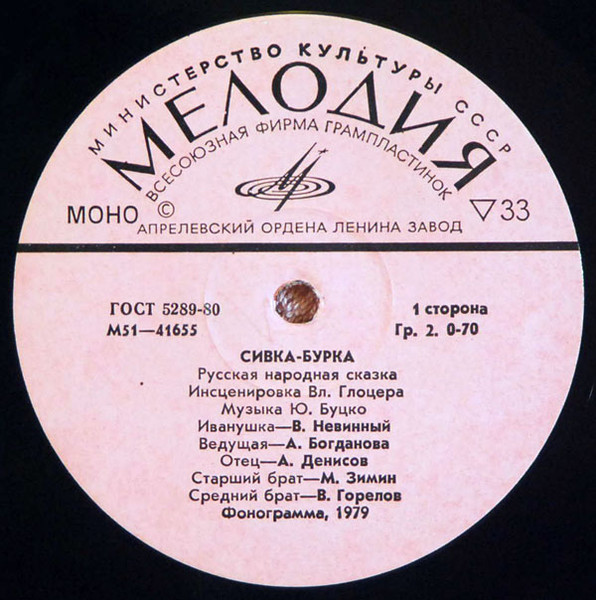 МИНИСТЕРСТВО КУЛЬТУРЫ СССР
МЕЛОДИЯ
ВСЕСОЮЗНАЯ ФИРМА ГРАМПЛАСТИНОК
МОНО © ▽33
АПРЕЛЕВСКИЙ ОРДЕНА ЛЕНИНА ЗАВОД
ГОСТ 5289-80 1 сторона
М51—41655 Гр. 2. 0-70
СИВКА-БУРКА
Русская народная сказка
Инсценировка Вл. Глоцера
Музыка Ю. Буцко
Иванушка—В. Невинный
Ведущая—А. Богданова
Отец—А. Денисов
Старший брат—М. Зимин
Средний брат—В. Горелов
Фонограмма, 1979